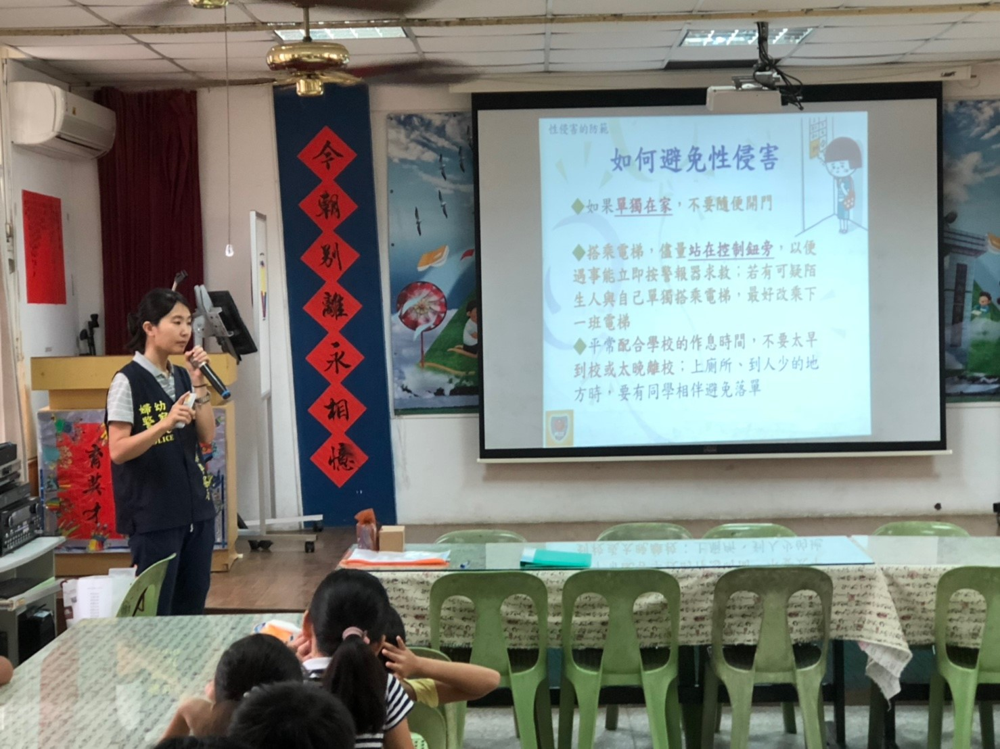 今朝別離永相憶
性侵害的防範
如何避免性侵害
◆如果單獨在家，不要隨便開門
◆搭乘電梯，儘量站在控制鈕旁，以便
遇事能立即按警報器求救；若有可疑陌
生人與自己單獨搭乘電梯，最好改乘下
一班電梯
◆平常配合學校的作息時間，不要太早
到校或太晚離校；上廁所、到人少的地
方時，要有同學相伴避免落單
婦幼
警
POLICE
育英才